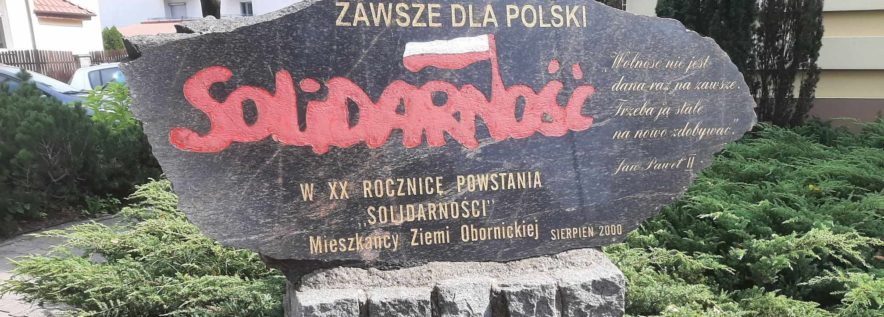 ZAWSZE DLA POLSKI
SOLiDARNOŚĆ
„Wolność nie jest
dana raz na zawsze.
Trzeba ją stale
na nowo zdobywać."
Jan Paweł II
W XX ROCZNICĘ POWSTANIA
"SOLIDARNOŚCI"
Mieszkańcy Ziemi Obornickiej SIERPIEŃ 2000